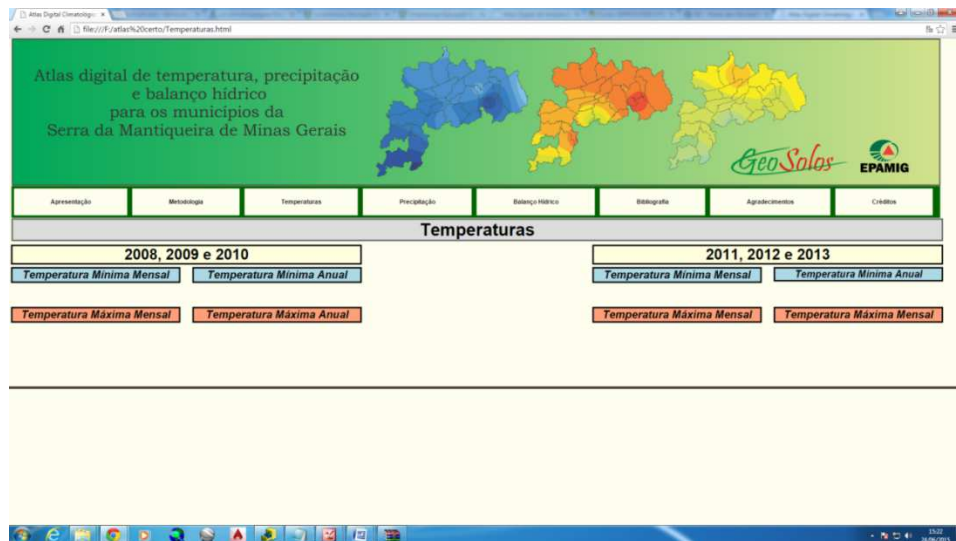 Atlas Digital Climatológic
file:///F:/atlas%20certo/Temperaturas.html
Atlas digital de temperatura, precipitação
e balanço hídrico
para os municípios da
Serra da Mantiqueira de Minas Gerais
GeoSolos
EPAMIG
Apresentação Metodologia Temperaturas Precipitação Balanço Hídrico Bibliografia Agradecimentos Créditos
Temperaturas
2008, 2009 e 2010 2011, 2012 e 2013
Temperatura Mínima Mensal Temperatura Mínima Anual Temperatura Mínima Mensal Temperatura Mínima Anual
Temperatura Máxima Mensal Temperatura Máxima Anual Temperatura Máxima Mensal Temperatura Máxima Mensal
15:22